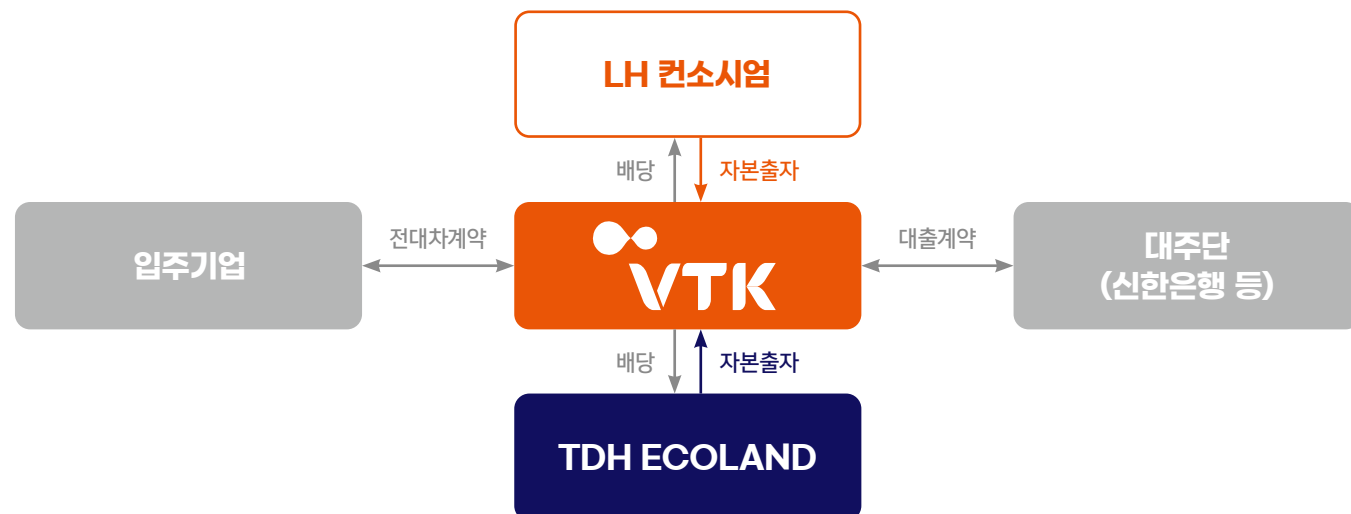 LH 컨소시엄
배당
자본출자
입주기업
전대차계약
VTK
대출계약
대주단
(신한은행 등)
배당
자본출자
TDH ECOLAND